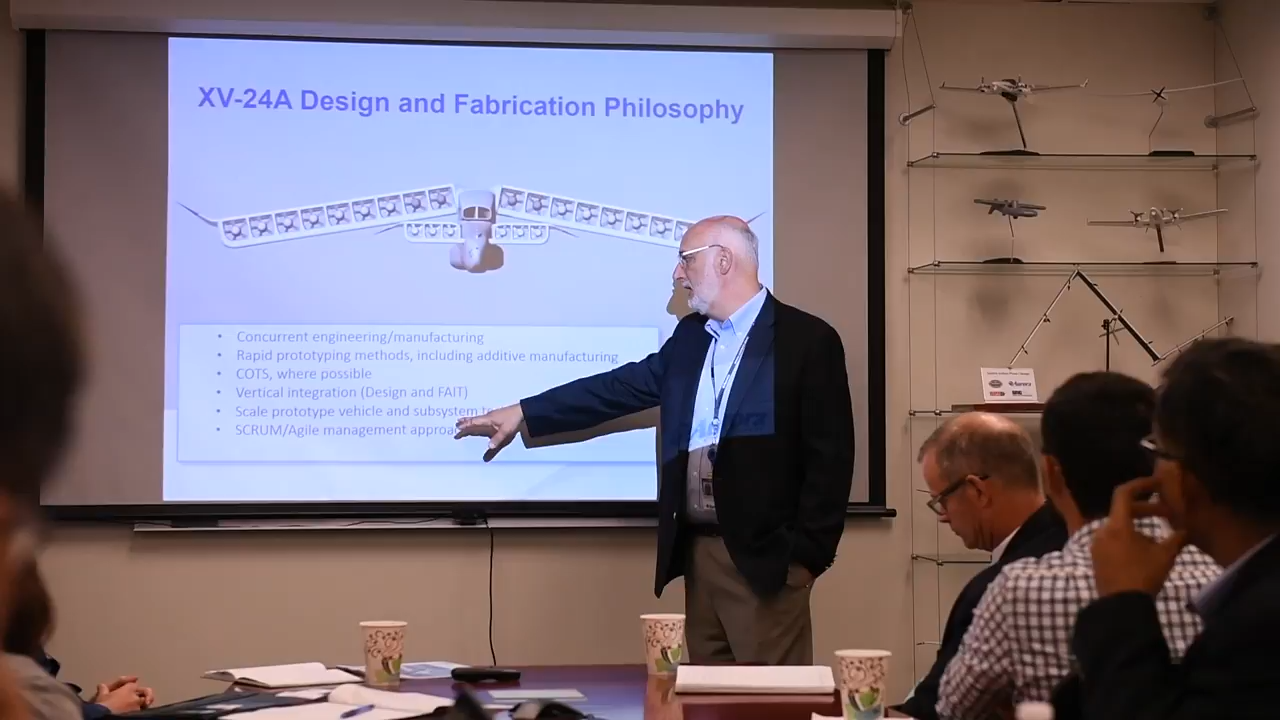 XV-24A Design and Fabrication Philosophy
• Concurrent engineering/manufacturing
• Rapid prototyping methods, including additive manufacturing
• COTS, where possible
• Vertical integration (Design and FAIT)
• Scale prototype vehicle and subsystem
• SCRUM/Agile management approa